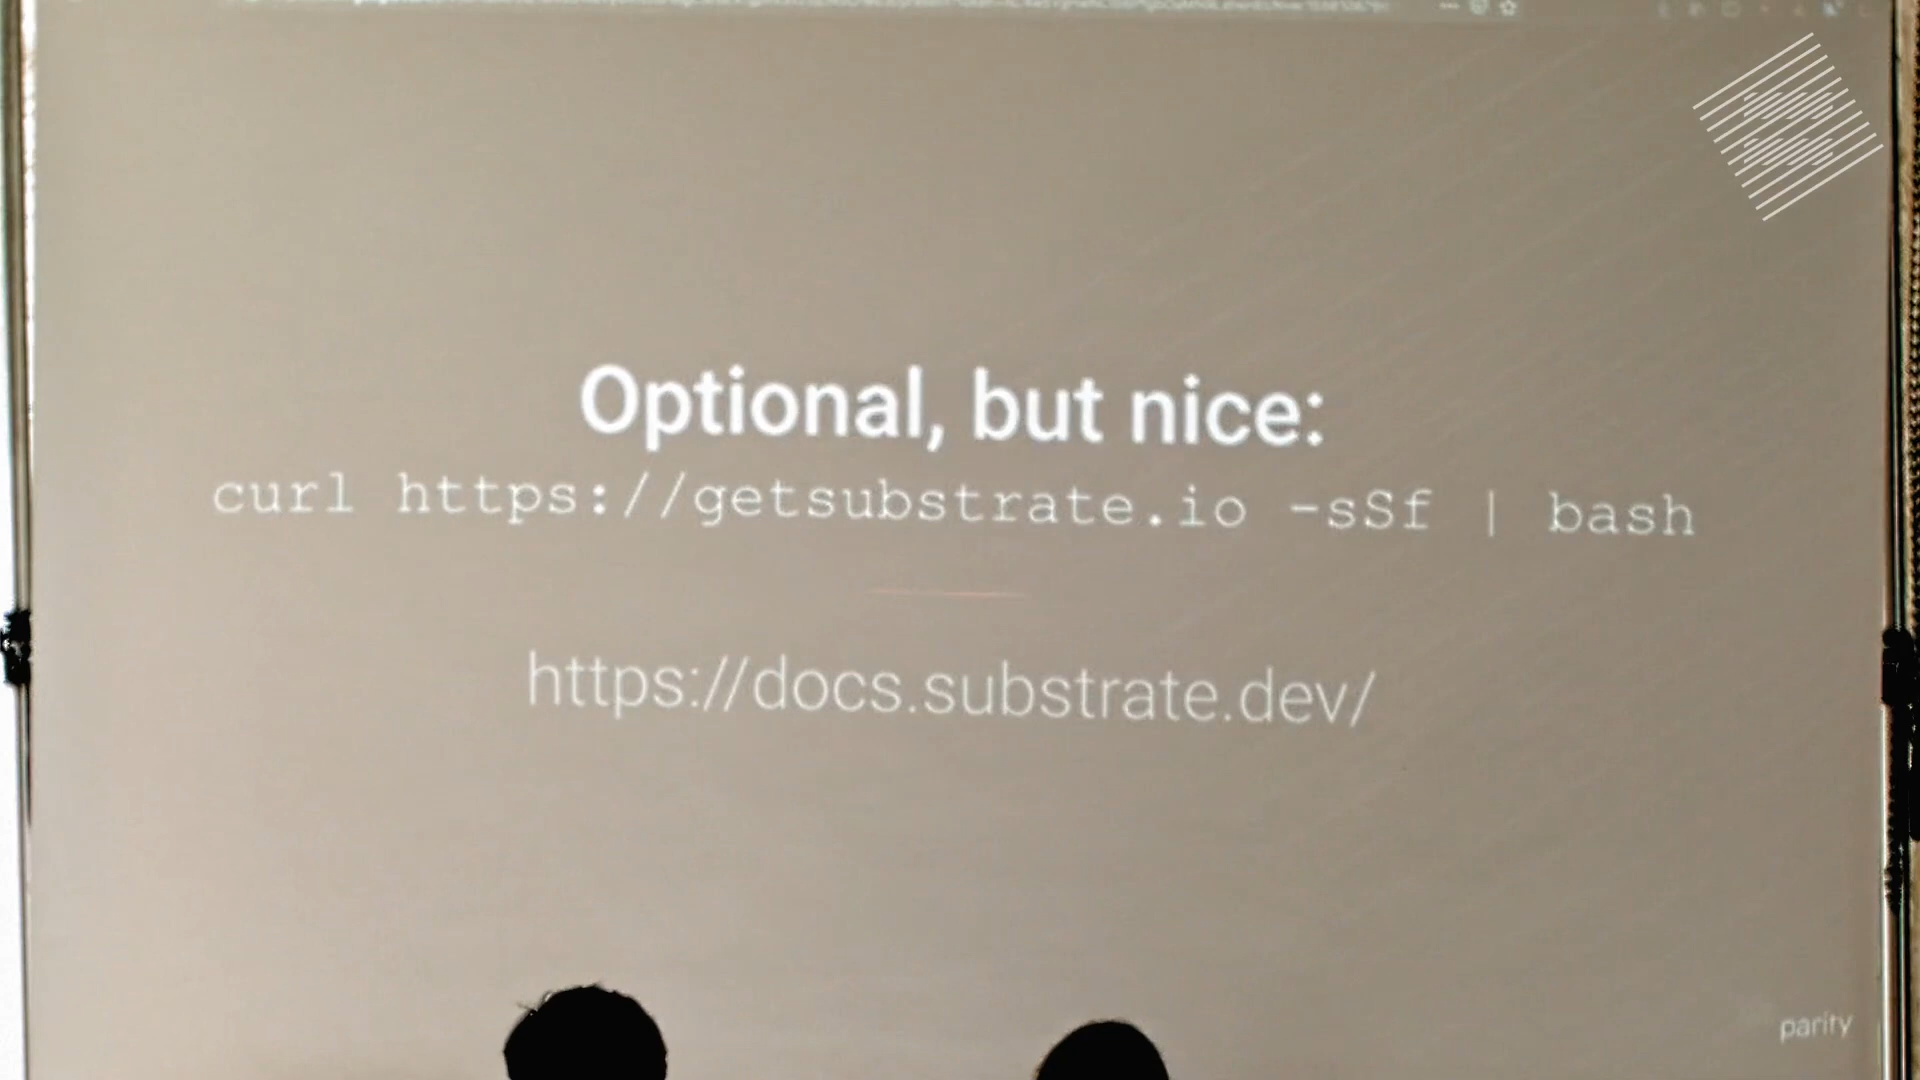 Optional, but nice:
curl https://getsubstrate.io -sSf | bash
https://docs.substrate.dev/
parity